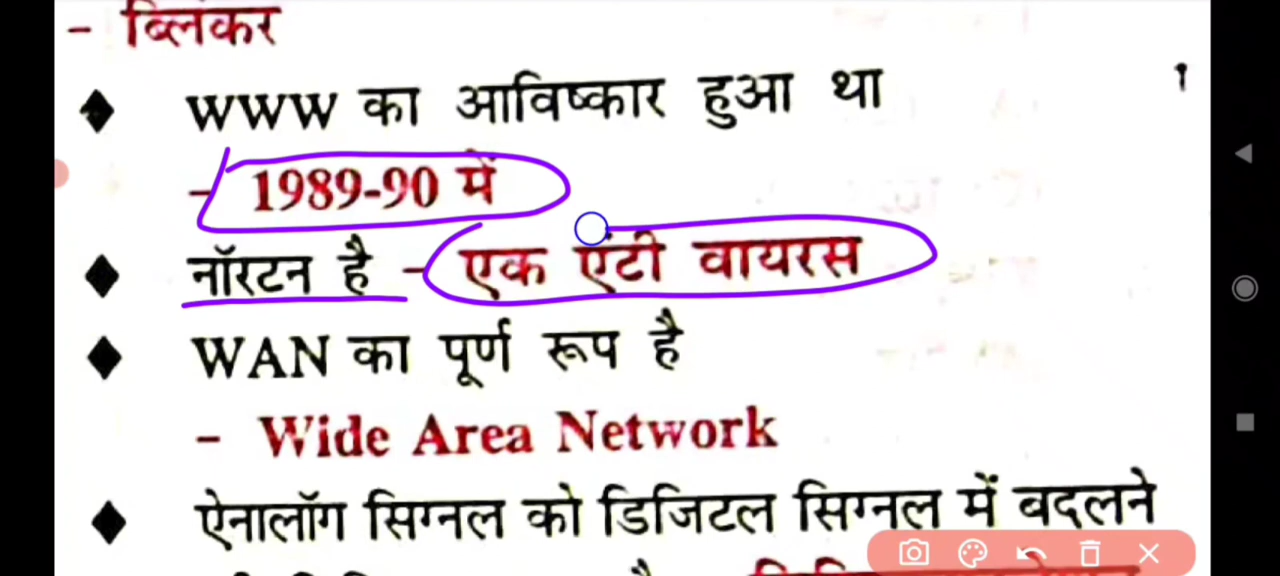 - ब्लिंकर
◆ WWW का आविष्कार हुआ था
- 1989-90 में
◆ नॉरटन है - एक एंटी वायरस
◆ WAN का पूर्ण रूप है
- Wide Area Network
◆ ऐनालॉग सिग्नल को डिजिटल सिग्नल में बदलने